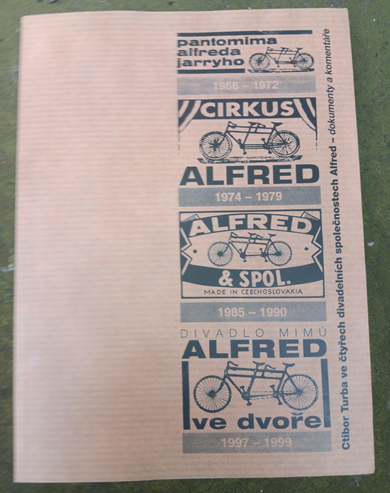 pantomima
alfreda
jarryho
1966 – 1972
CIRKUS
ALFRED
1974 – 1979
ALFRED
& SPOL.
MADE IN CZECHOSLOVAKIA
1985 – 1990
DIVADLO MIMŮ
ALFRED
ve dvoře
1997 – 1999
Ctibor Turba ve čtyřech divadelních společnostech Alfred – dokumenty a komentáře